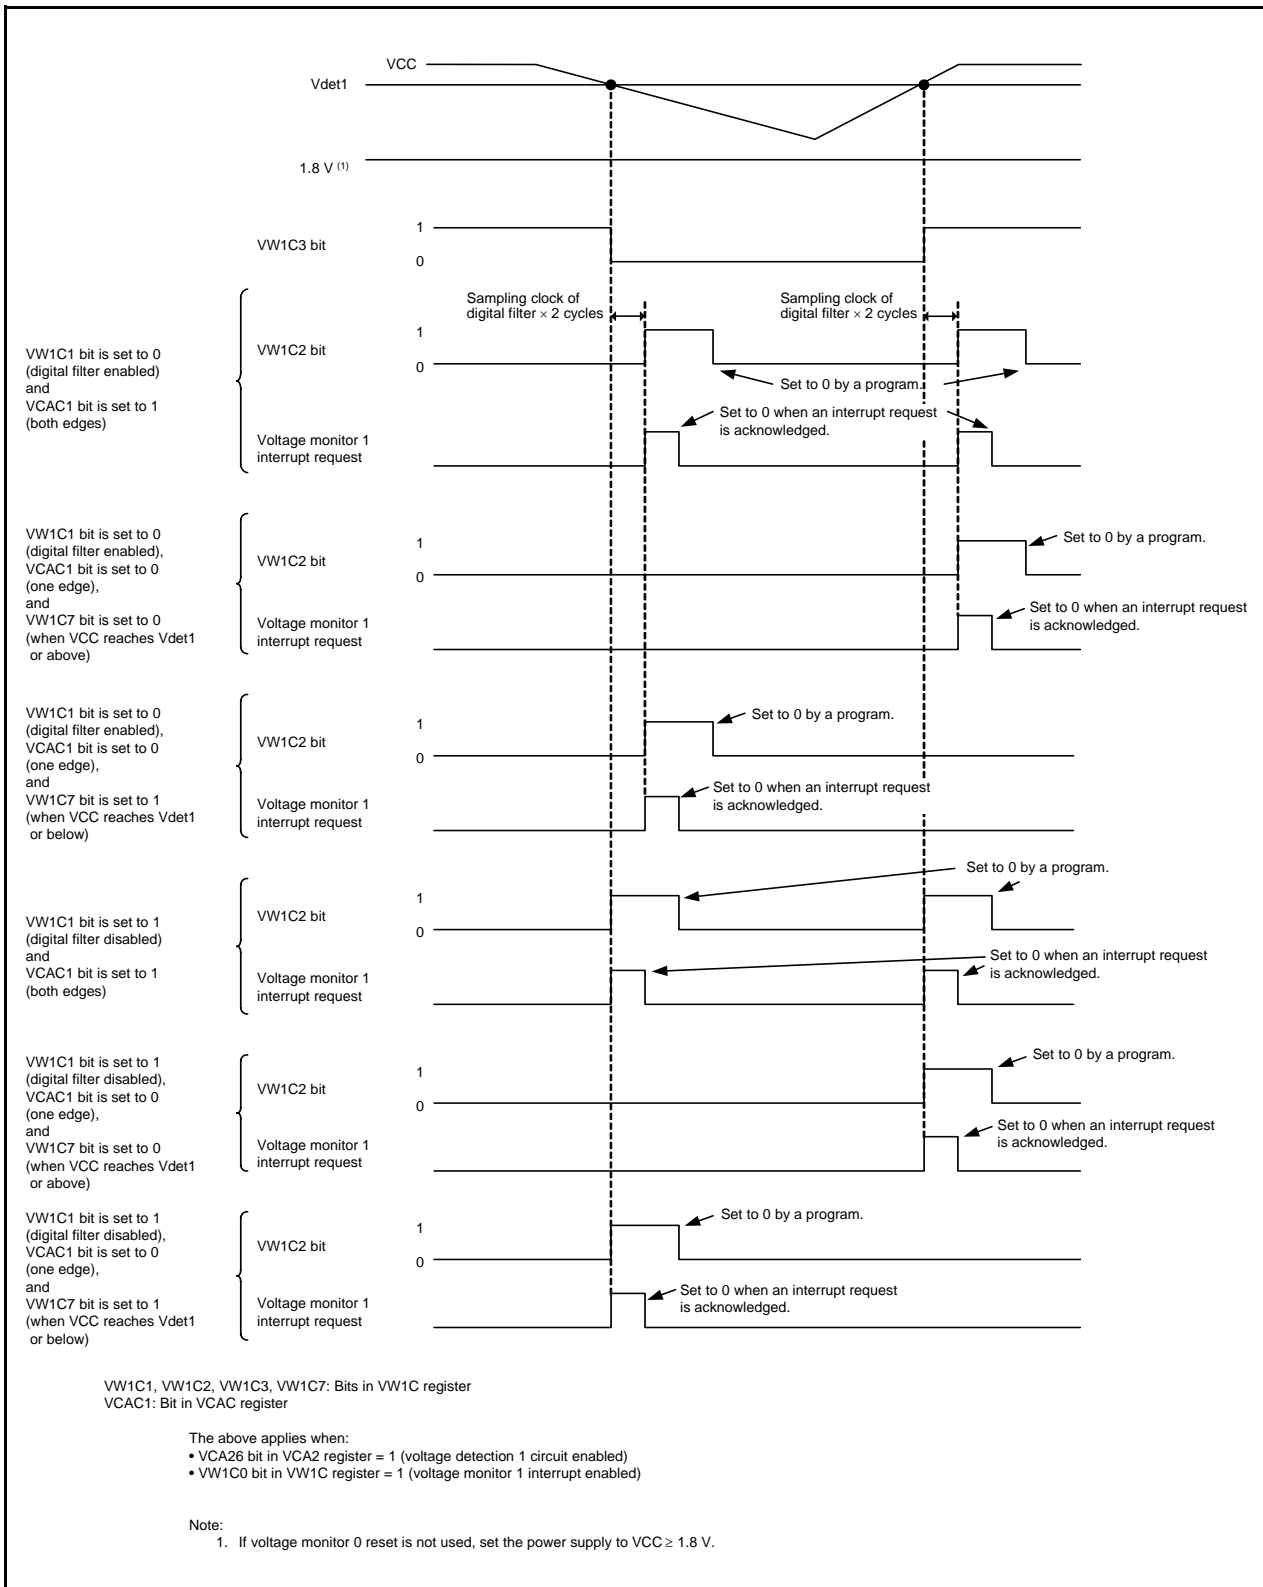 VCC
Vdet1
1.8 V (1)
VW1C3 bit
1
0
Sampling clock of
digital filter × 2 cycles
Sampling clock of
digital filter × 2 cycles
VW1C1 bit is set to 0
(digital filter enabled)
and
VCAC1 bit is set to 1
(both edges)
VW1C2 bit
1
0
Set to 0 by a program.
Voltage monitor 1
interrupt request
Set to 0 when an interrupt request
is acknowledged.
VW1C1 bit is set to 0
(digital filter enabled),
VCAC1 bit is set to 0
(one edge),
and
VW1C7 bit is set to 0
(when VCC reaches Vdet1
or above)
VW1C2 bit
1
0
Set to 0 by a program.
Voltage monitor 1
interrupt request
Set to 0 when an interrupt request
is acknowledged.
VW1C1 bit is set to 0
(digital filter enabled),
VCAC1 bit is set to 0
(one edge),
and
VW1C7 bit is set to 1
(when VCC reaches Vdet1
or below)
VW1C2 bit
1
0
Set to 0 by a program.
Voltage monitor 1
interrupt request
Set to 0 when an interrupt request
is acknowledged.
VW1C1 bit is set to 1
(digital filter disabled)
and
VCAC1 bit is set to 1
(both edges)
VW1C2 bit
1
0
Set to 0 by a program.
Voltage monitor 1
interrupt request
Set to 0 when an interrupt request
is acknowledged.
VW1C1 bit is set to 1
(digital filter disabled),
VCAC1 bit is set to 0
(one edge),
and
VW1C7 bit is set to 0
(when VCC reaches Vdet1
or above)
VW1C2 bit
1
0
Set to 0 by a program.
Voltage monitor 1
interrupt request
Set to 0 when an interrupt request
is acknowledged.
VW1C1 bit is set to 1
(digital filter disabled),
VCAC1 bit is set to 0
(one edge),
and
VW1C7 bit is set to 1
(when VCC reaches Vdet1
or below)
VW1C2 bit
1
0
Set to 0 by a program.
Voltage monitor 1
interrupt request
Set to 0 when an interrupt request
is acknowledged.
VW1C1, VW1C2, VW1C3, VW1C7: Bits in VW1C register
VCAC1: Bit in VCAC register
The above applies when:
• VCA26 bit in VCA2 register = 1 (voltage detection 1 circuit enabled)
• VW1C0 bit in VW1C register = 1 (voltage monitor 1 interrupt enabled)
Note:
1. If voltage monitor 0 reset is not used, set the power supply to VCC ≥ 1.8 V.